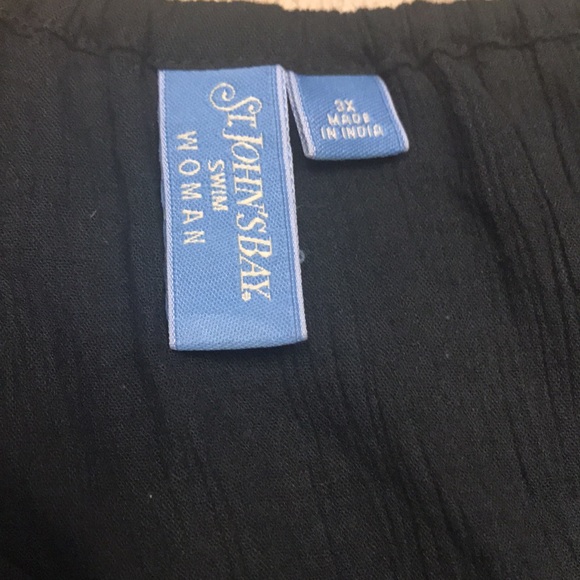 ST. JOHN'S BAY®
SWIM
WOMAN
3X
MADE
IN INDIA